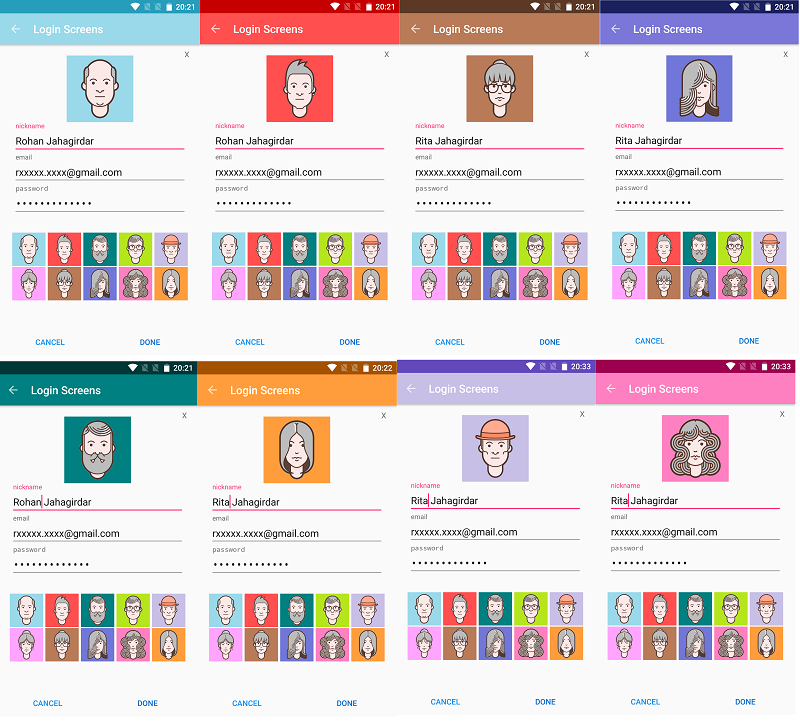 20:21
Login Screens
X
nickname
Rohan Jahagirdar
email
rxxxxx.xxxx@gmail.com
password
•••••••••••••
CANCEL DONE
20:21
Login Screens
X
nickname
Rohan Jahagirdar
email
rxxxxx.xxxx@gmail.com
password
•••••••••••••
CANCEL DONE
20:21
Login Screens
X
nickname
Rita Jahagirdar
email
rxxxxx.xxxx@gmail.com
password
•••••••••••••
CANCEL DONE
20:21
Login Screens
X
nickname
Rita Jahagirdar
email
rxxxxx.xxxx@gmail.com
password
•••••••••••••
CANCEL DONE
20:21
Login Screens
X
nickname
Rohan Jahagirdar
email
rxxxxx.xxxx@gmail.com
password
•••••••••••••
CANCEL DONE
20:22
Login Screens
X
nickname
Rita Jahagirdar
email
rxxxxx.xxxx@gmail.com
password
•••••••••••••
CANCEL DONE
20:33
Login Screens
X
nickname
Rita Jahagirdar
email
rxxxxx.xxxx@gmail.com
password
•••••••••••••
CANCEL DONE
20:33
Login Screens
X
nickname
Rita Jahagirdar
email
rxxxxx.xxxx@gmail.com
password
•••••••••••••
CANCEL DONE